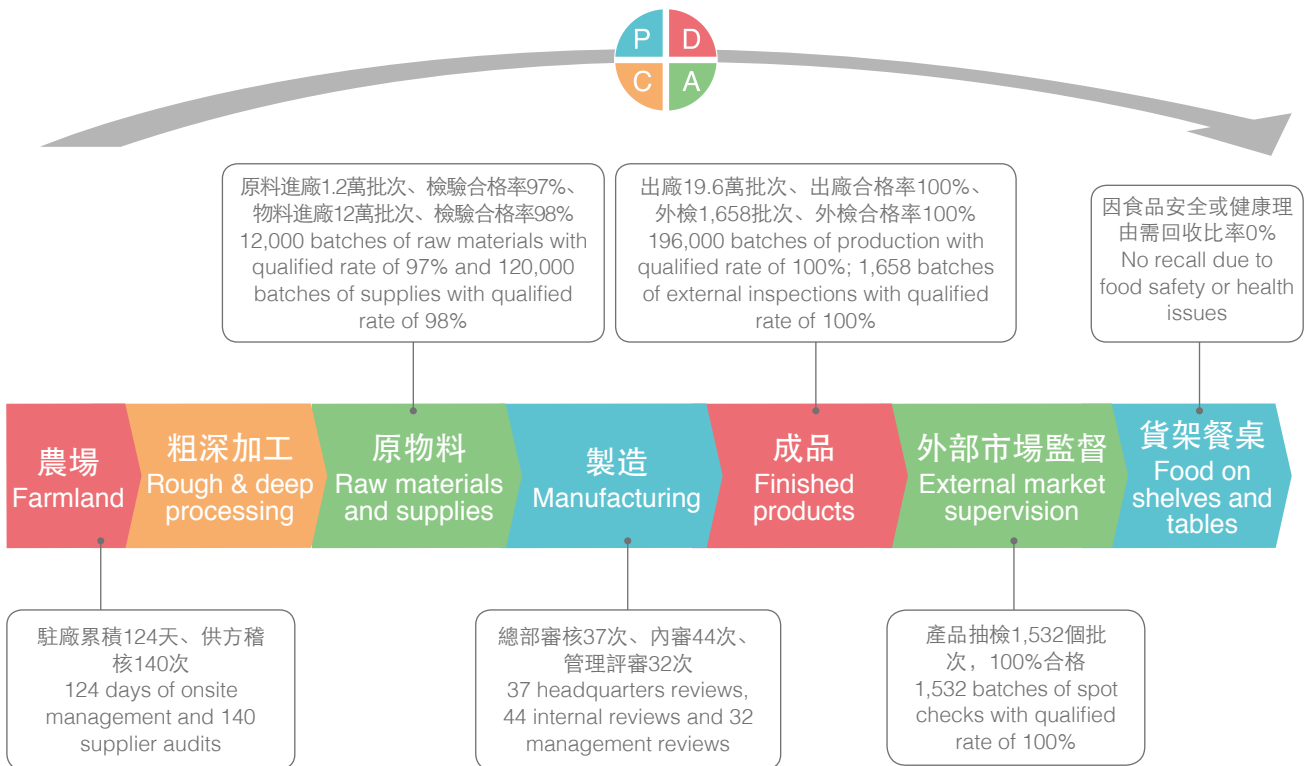 P D
C A
原料進廠1.2萬批次、檢驗合格率97%、
物料進廠12萬批次、檢驗合格率98%
12,000 batches of raw materials with
qualified rate of 97% and 120,000
batches of supplies with qualified
rate of 98%
出廠19.6萬批次、出廠合格率100%、
外檢1,658批次、外檢合格率100%
196,000 batches of production with
qualified rate of 100%; 1,658 batches
of external inspections with qualified
rate of 100%
因食品安全或健康理
由需回收比率0%
No recall due to
food safety or health
issues
農場
Farmland
粗深加工
Rough & deep
processing
原物料
Raw materials
and supplies
製造
Manufacturing
成品
Finished
products
外部市場監督
External market
supervision
貨架餐桌
Food on
shelves and
tables
駐廠累積124天、供方稽
核140次
124 days of onsite
management and 140
supplier audits
總部審核37次、內審44次、
管理評審32次
37 headquarters reviews,
44 internal reviews and 32
management reviews
產品抽檢1,532個批
次，100%合格
1,532 batches of spot
checks with qualified
rate of 100%